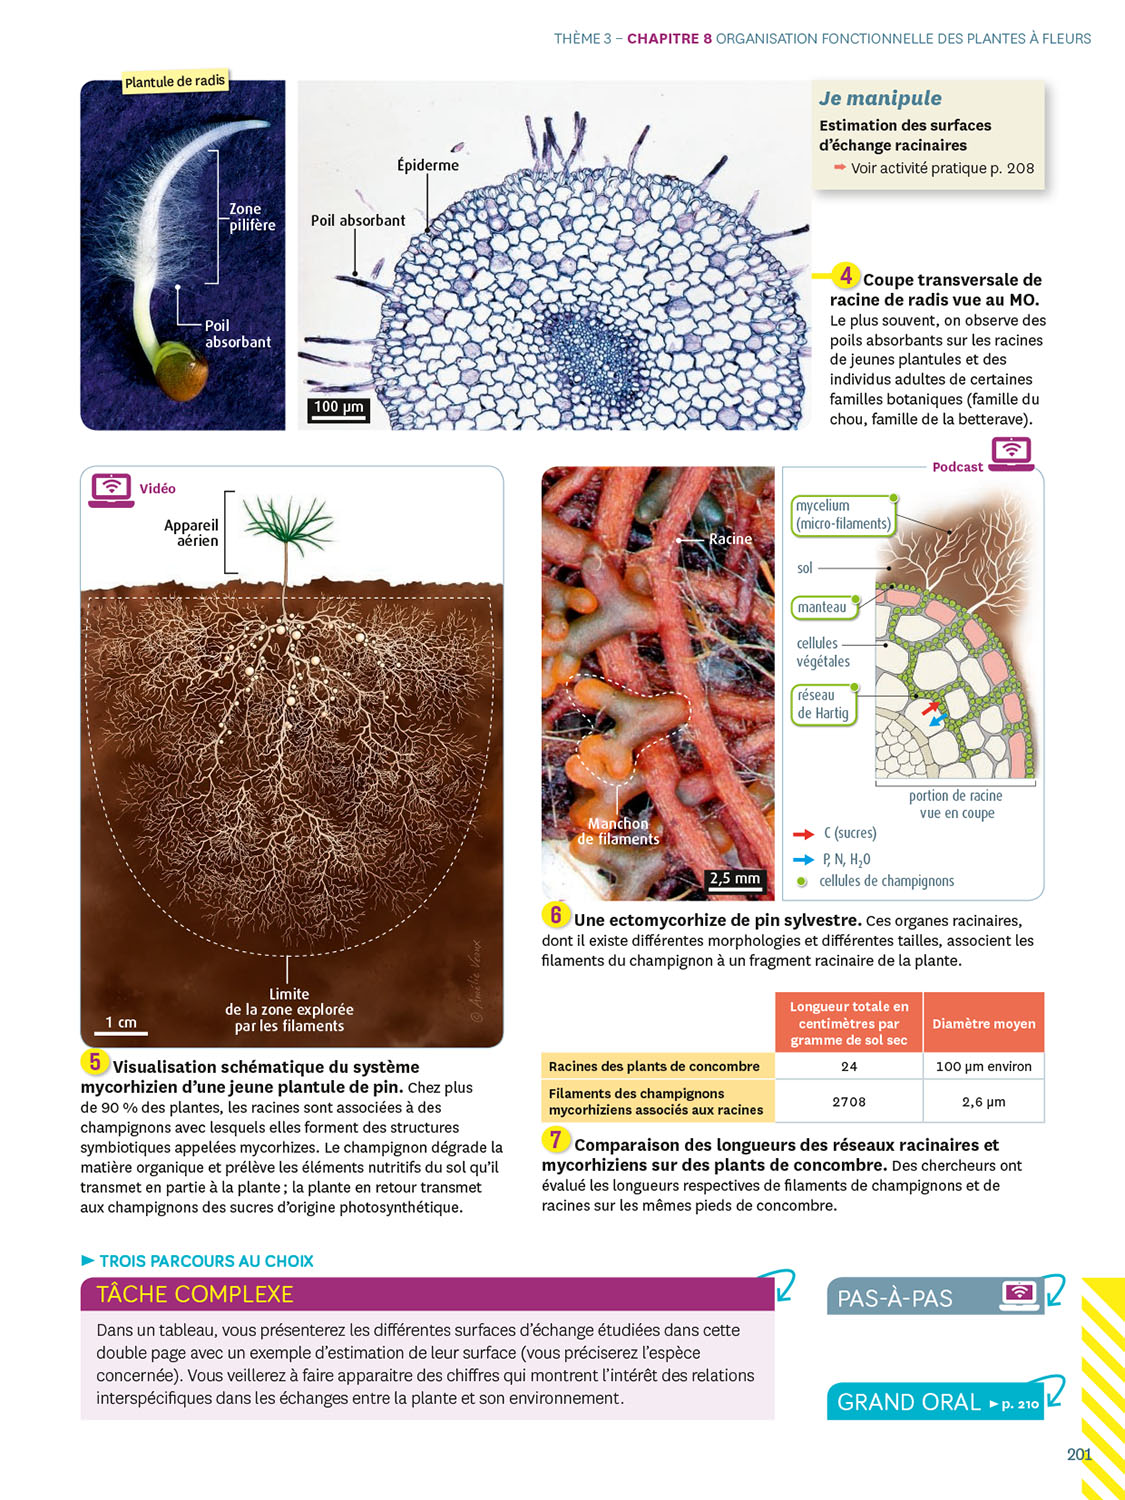 THÈME 3 – CHAPITRE 8 ORGANISATION FONCTIONNELLE DES PLANTES À FLEURS
Plantule de radis
Zone
pilifère
Poil
absorbant
Épiderme
Poil absorbant
100 µm
Je manipule
Estimation des surfaces
d'échange racinaires
➡ Voir activité pratique p. 208
4 Coupe transversale de
racine de radis vue au MO.
Le plus souvent, on observe des
poils absorbants sur les racines
de jeunes plantules et des
individus adultes de certaines
familles botaniques (famille du
chou, famille de la betterave).
Vidéo
Appareil
aérien
Limite
de la zone explorée
par les filaments
1 cm
© Amélie Veaux
5 Visualisation schématique du système
mycorhizien d'une jeune plantule de pin. Chez plus
de 90 % des plantes, les racines sont associées à des
champignons avec lesquels elles forment des structures
symbiotiques appelées mycorhizes. Le champignon dégrade la
matière organique et prélève les éléments nutritifs du sol qu'il
transmet en partie à la plante ; la plante en retour transmet
aux champignons des sucres d'origine photosynthétique.
Racine
Manchon
de filaments
2,5 mm
Podcast
mycelium
(micro-filaments)
sol
manteau
cellules
végétales
réseau
de Hartig
portion de racine
vue en coupe
C (sucres)
P, N, H₂O
cellules de champignons
6 Une ectomycorhize de pin sylvestre. Ces organes racinaires,
dont il existe différentes morphologies et différentes tailles, associent les
filaments du champignon à un fragment racinaire de la plante.
Longueur totale en
centimètres par
gramme de sol sec
Diamètre moyen
Racines des plants de concombre
24
100 µm environ
Filaments des champignons
mycorhiziens associés aux racines
2708
2,6 µm
7 Comparaison des longueurs des réseaux racinaires et
mycorhiziens sur des plants de concombre. Des chercheurs ont
évalué les longueurs respectives de filaments de champignons et de
racines sur les mêmes pieds de concombre.
► TROIS PARCOURS AU CHOIX
TÂCHE COMPLEXE
Dans un tableau, vous présenterez les différentes surfaces d'échange étudiées dans cette
double page avec un exemple d'estimation de leur surface (vous préciserez l'espèce
concernée). Vous veillerez à faire apparaitre des chiffres qui montrent l'intérêt des relations
interspécifiques dans les échanges entre la plante et son environnement.
PAS-À-PAS
GRAND ORAL ► p. 210
201